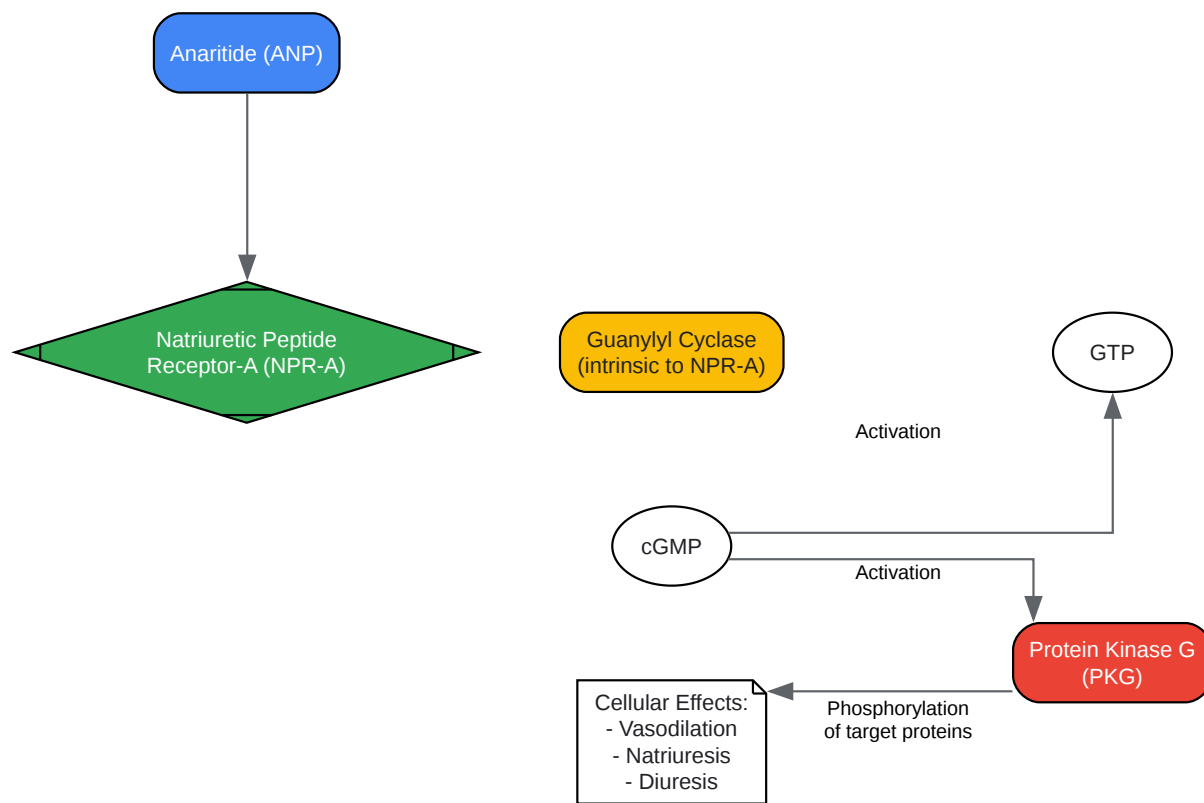 Anaritide (ANP)
Natriuretic Peptide
Receptor-A (NPR-A)
Guanylyl Cyclase
(intrinsic to NPR-A)
GTP
Activation
cGMP
Activation
Protein Kinase G
(PKG)
Phosphorylation
of target proteins
Cellular Effects:
- Vasodilation
- Natriuresis
- Diuresis